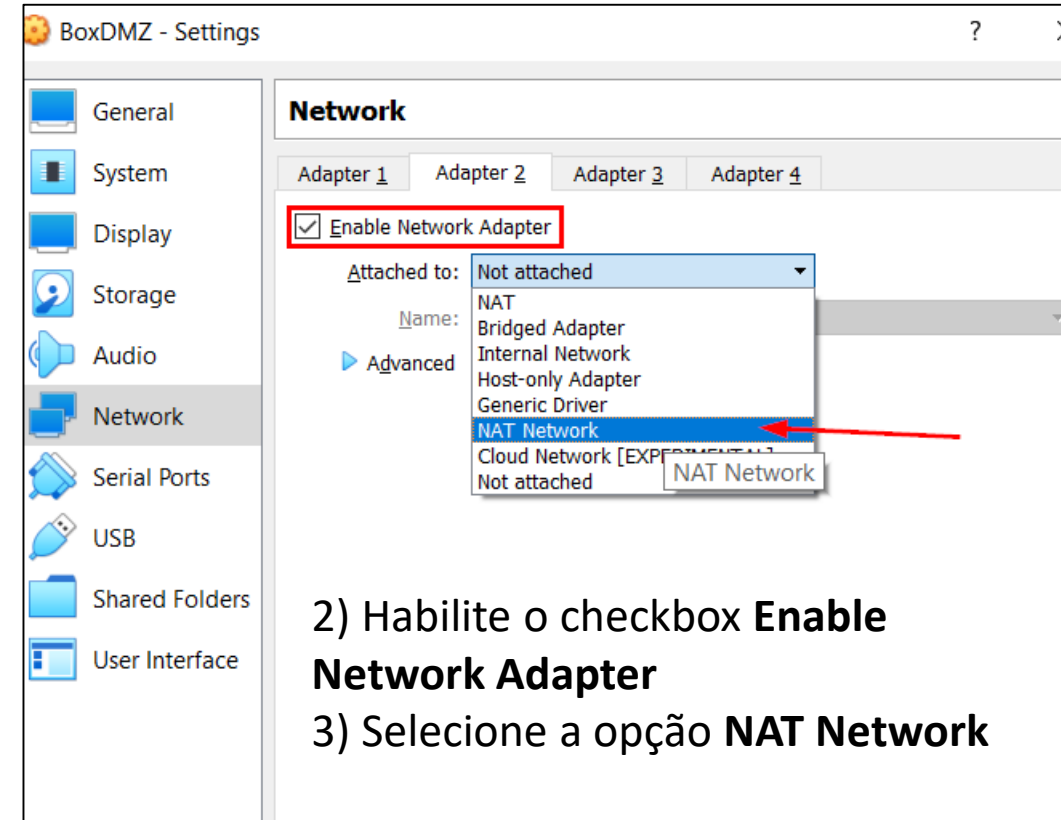 BoxDMZ - Settings ?
General
System
Display
Storage
Audio
Network
Serial Ports
USB
Shared Folders
User Interface
Network
Adapter 1 Adapter 2 Adapter 3 Adapter 4
Enable Network Adapter
Attached to: Not attached
Name:
Advanced
NAT
Bridged Adapter
Internal Network
Host-only Adapter
Generic Driver
NAT Network
Cloud Network [EXPERIMENTAL]
Not attached
NAT Network
2) Habilite o checkbox Enable
Network Adapter
3) Selecione a opção NAT Network